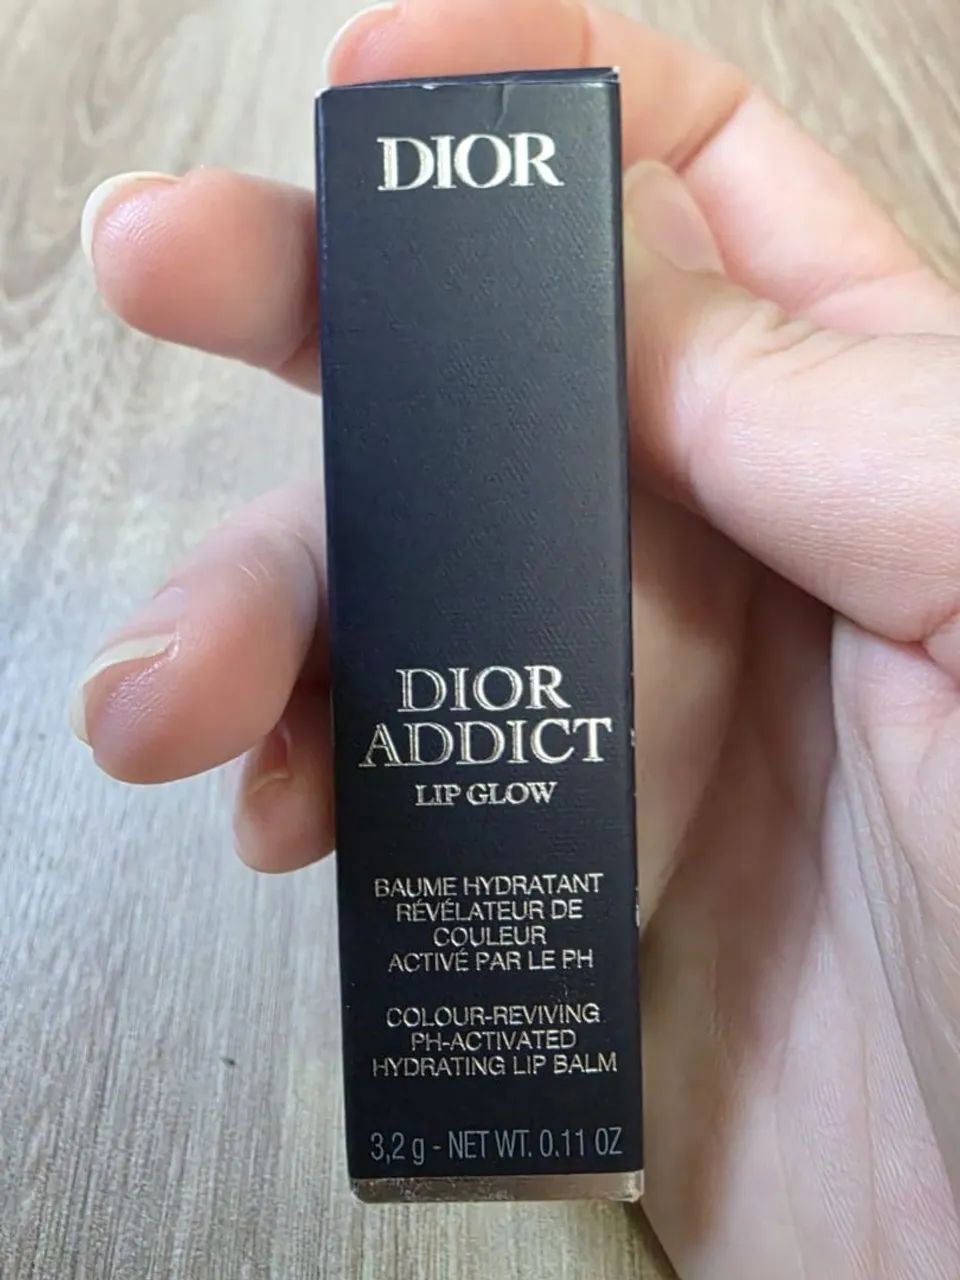 DIOR
DIOR
ADDICT
LIP GLOW
BAUME HYDRATANT
RÉVÉLATEUR DE
COULEUR
ACTIVÉ PAR LE PH
COLOUR-REVIVING
PH-ACTIVATED
HYDRATING LIP BALM
3,2 g - NET WT. 0.11 OZ